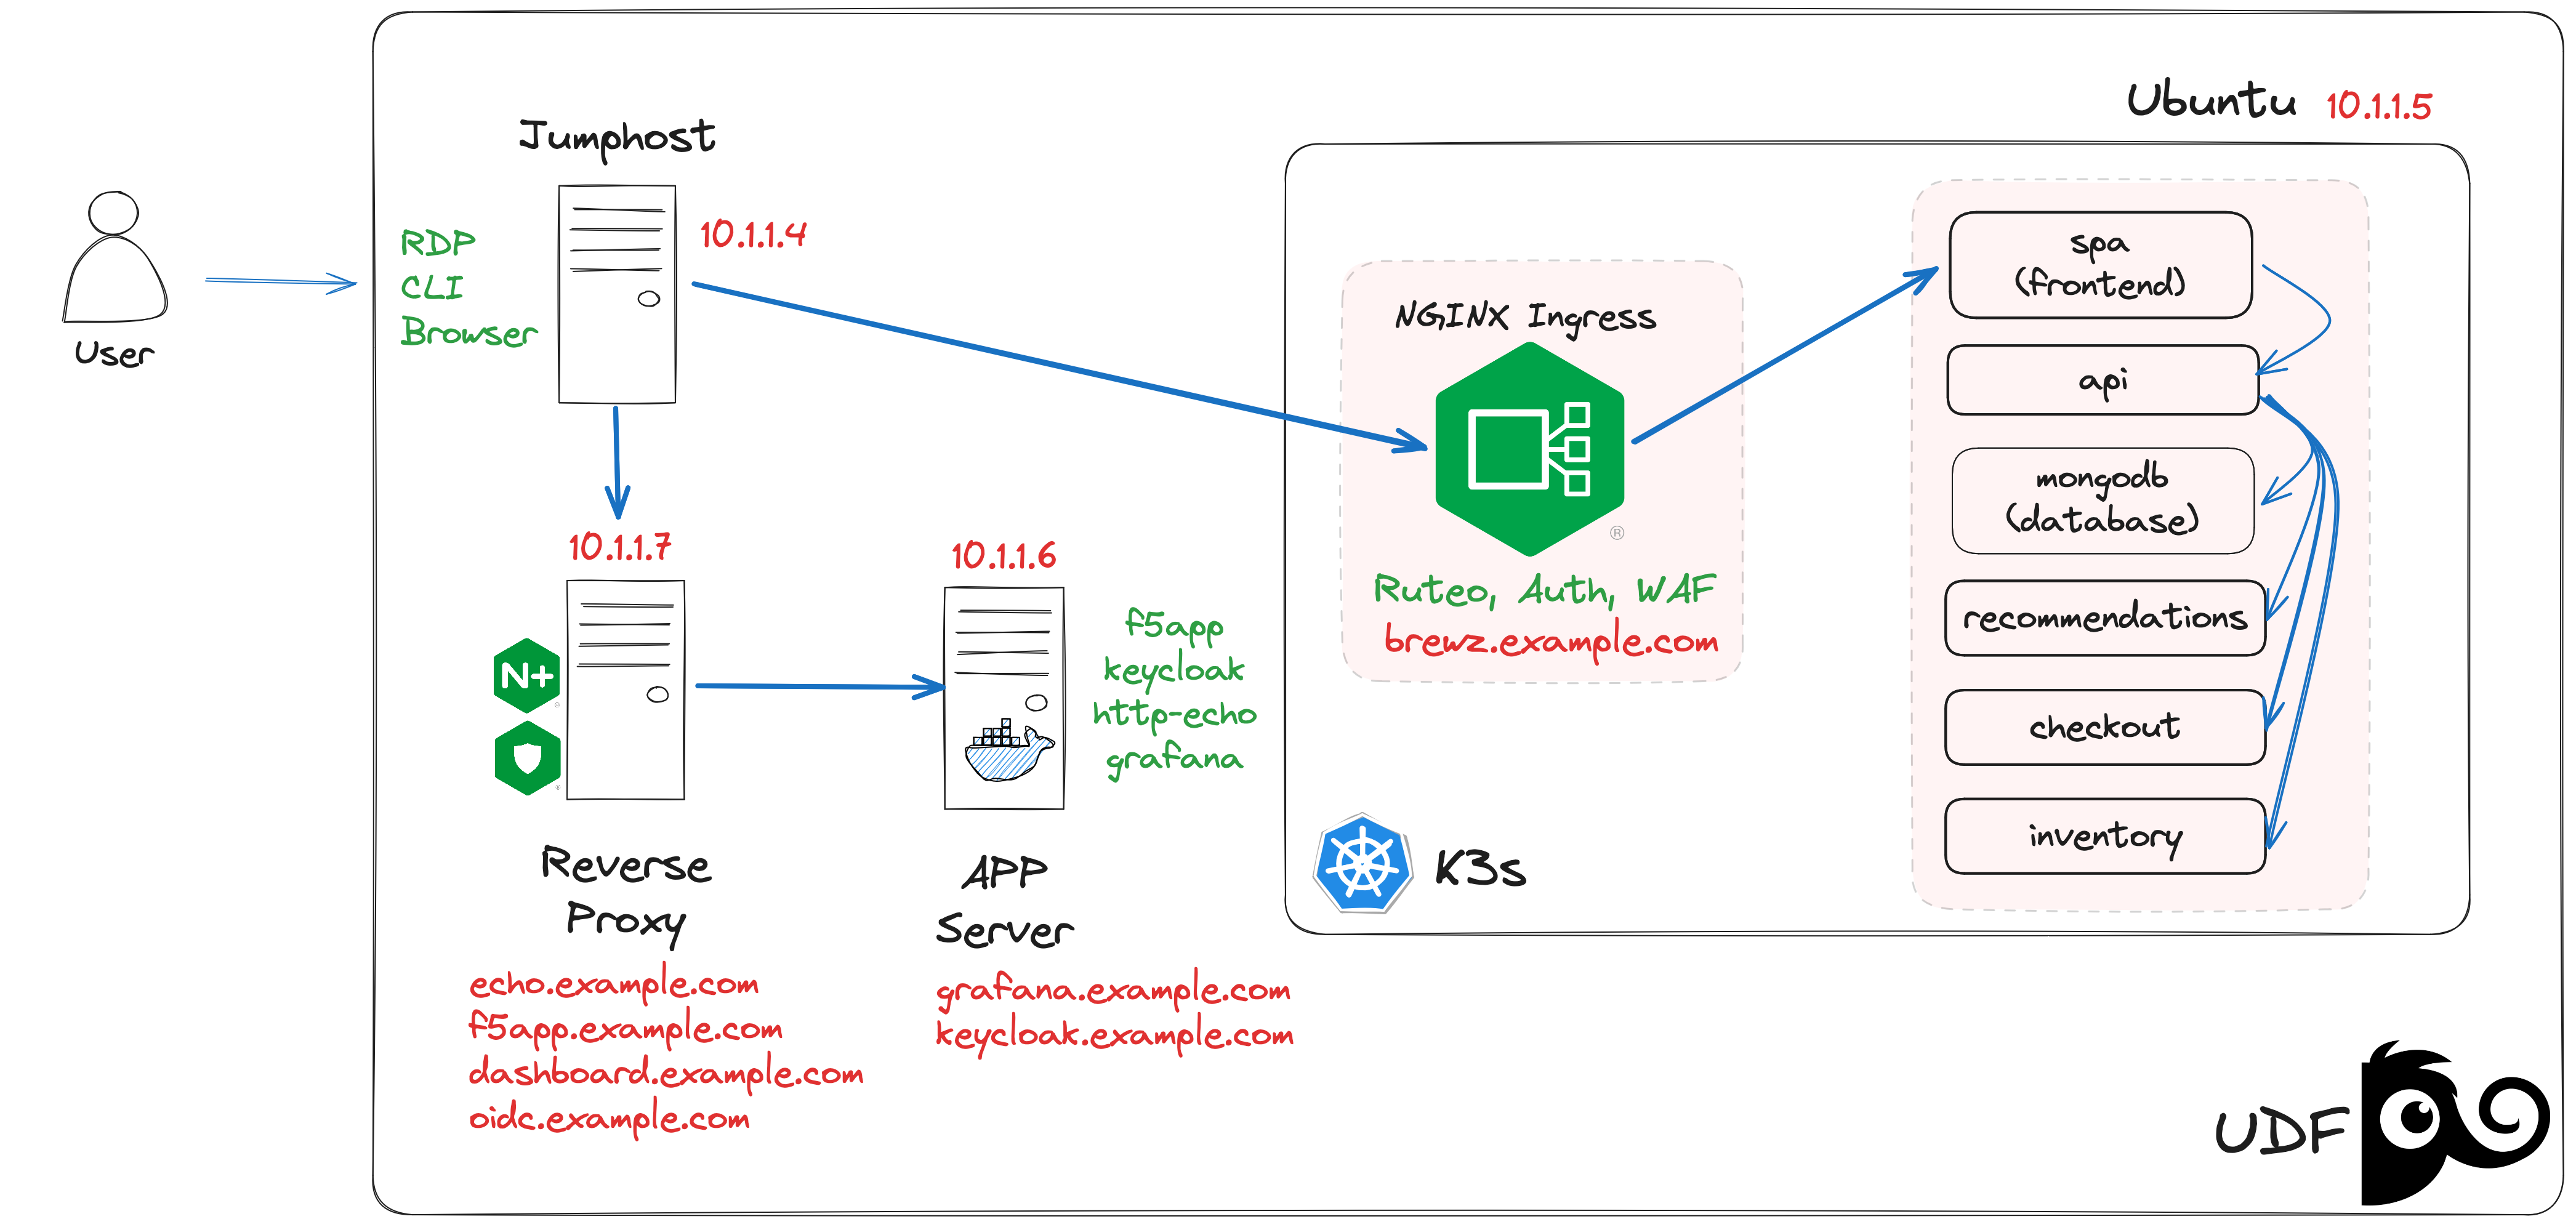 User
Jumphost
RDP
CLI
Browser
10.1.1.4
10.1.1.7
N+
®
®
Reverse
Proxy
echo.example.com
f5app.example.com
dashboard.example.com
oidc.example.com
10.1.1.6
f5app
keycloak
http-echo
grafana
APP
Server
grafana.example.com
keycloak.example.com
Ubuntu 10.1.1.5
NGINX Ingress
®
Ruteo, Auth, WAF
brewz.example.com
K3s
spa
(frontend)
api
mongodb
(database)
recommendations
checkout
inventory
UDF